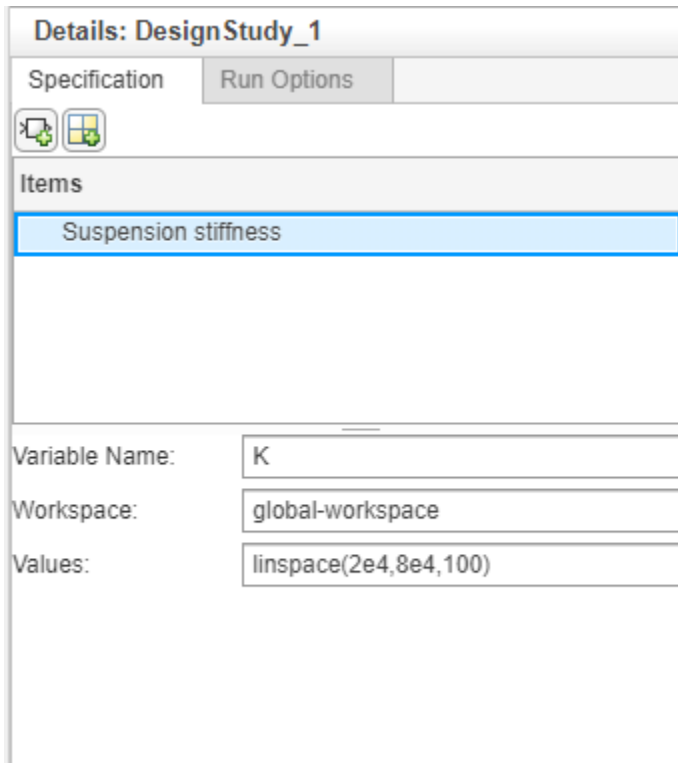 Details: DesignStudy_1
Specification Run Options
Items
Suspension stiffness
Variable Name: K
Workspace: global-workspace
Values: linspace(2e4,8e4,100)